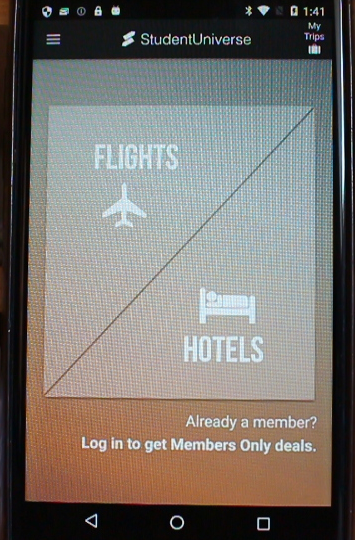 1:41
StudentUniverse
My
Trips
FLIGHTS
HOTELS
Already a member?
Log in to get Members Only deals.